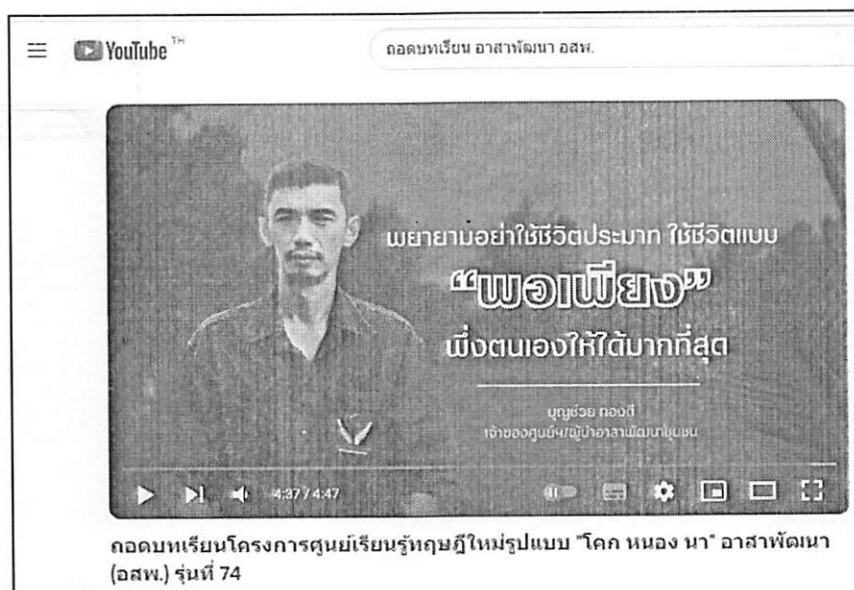 YouTube TH
ถอดบทเรียน อาสาพัฒนา อสพ.
พยายามอย่าใช้ชีวิตประมาท ใช้ชีวิตแบบ
“พอเพียง”
พึ่งตนเองให้ได้มากที่สุด
บุญช่วย ทองดี
เจ้าของศูนย์ฯ/ผู้นำอาสาพัฒนาชุมชน
4:37 / 4:47
ถอดบทเรียนโครงการศูนย์เรียนรู้ทฤษฎีใหม่รูปแบบ "โคก หนอง นา" อาสาพัฒนา
(อสพ.) รุ่นที่ 74